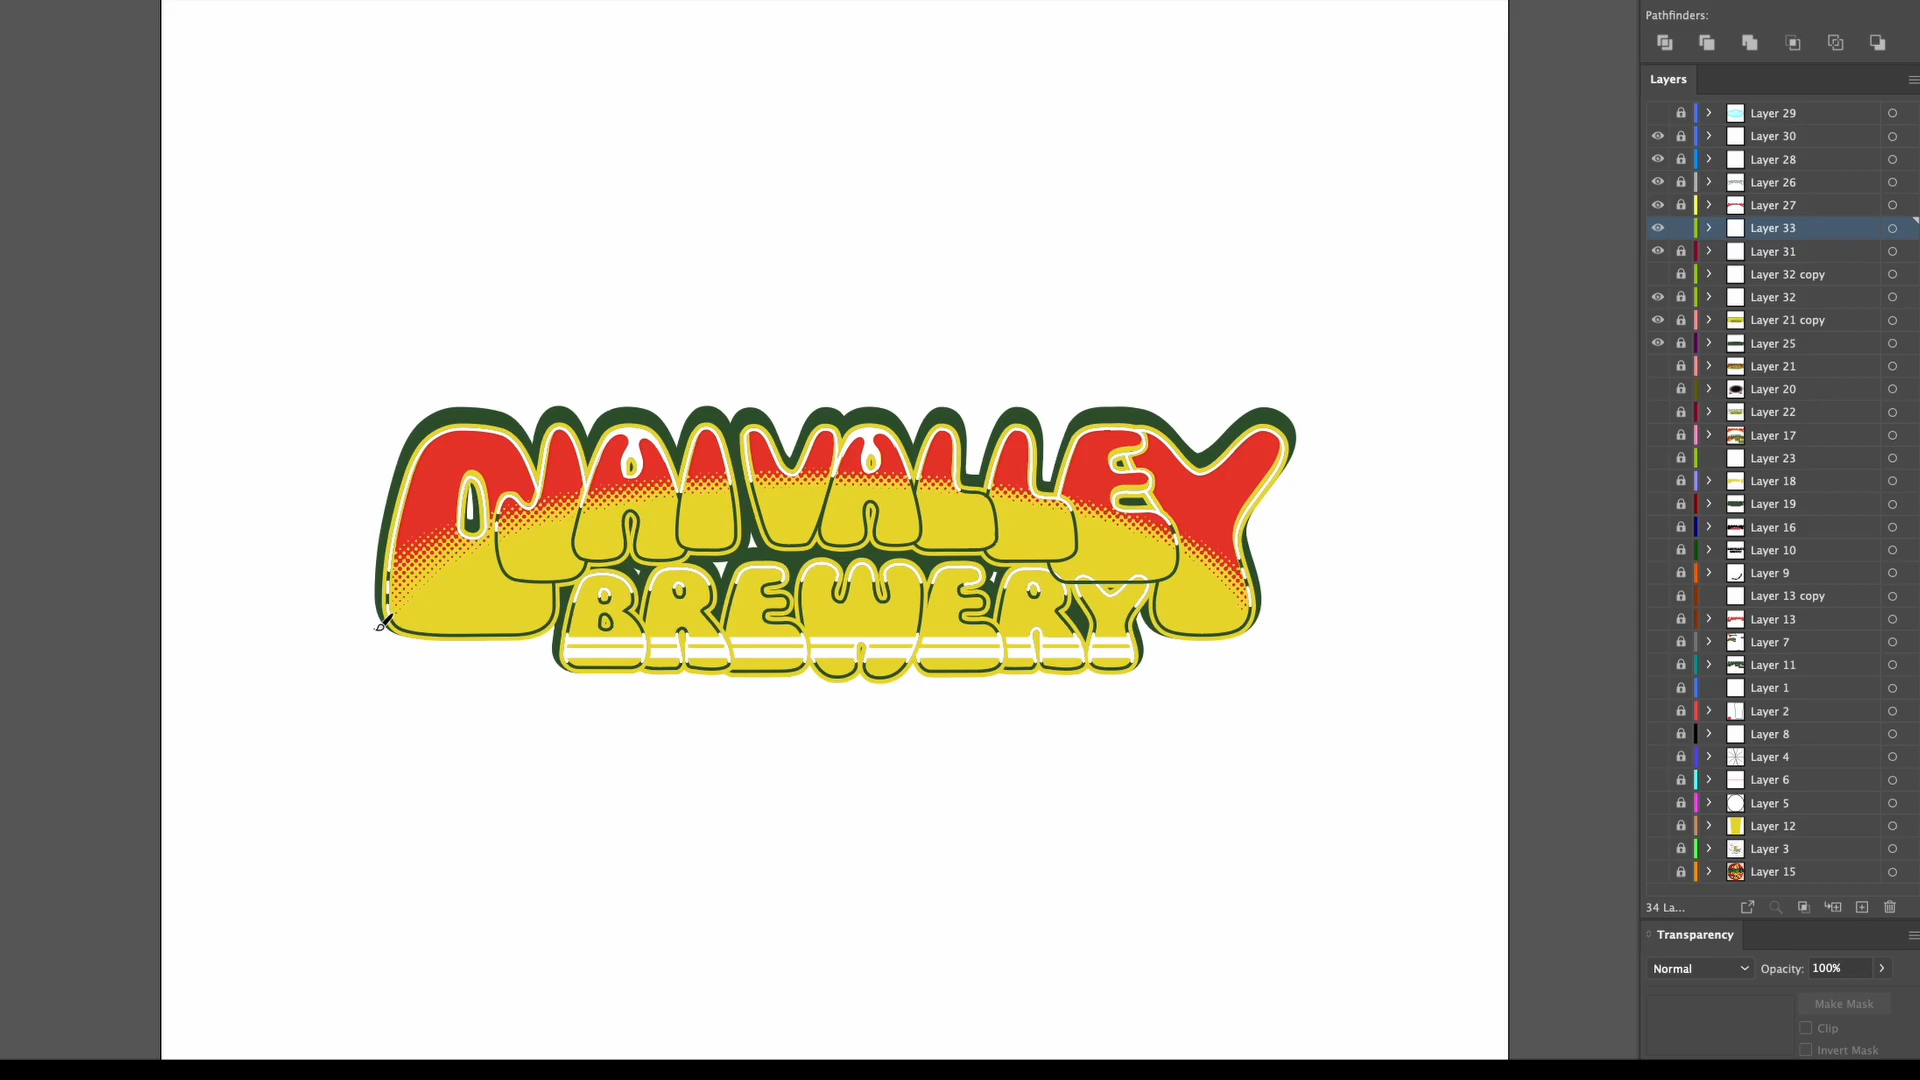 OJAI VALLEY
BREWERY
Pathfinders:
Layers
Layer 29
Layer 30
Layer 28
Layer 26
Layer 27
Layer 33
Layer 31
Layer 32 copy
Layer 32
Layer 21 copy
Layer 25
Layer 21
Layer 20
Layer 22
Layer 17
Layer 23
Layer 18
Layer 19
Layer 16
Layer 10
Layer 9
Layer 13 copy
Layer 13
Layer 7
Layer 11
Layer 1
Layer 2
Layer 8
Layer 4
Layer 6
Layer 5
Layer 12
Layer 3
Layer 15
34 La...
Transparency
Normal Opacity: 100%
Make Mask
Clip
Invert Mask